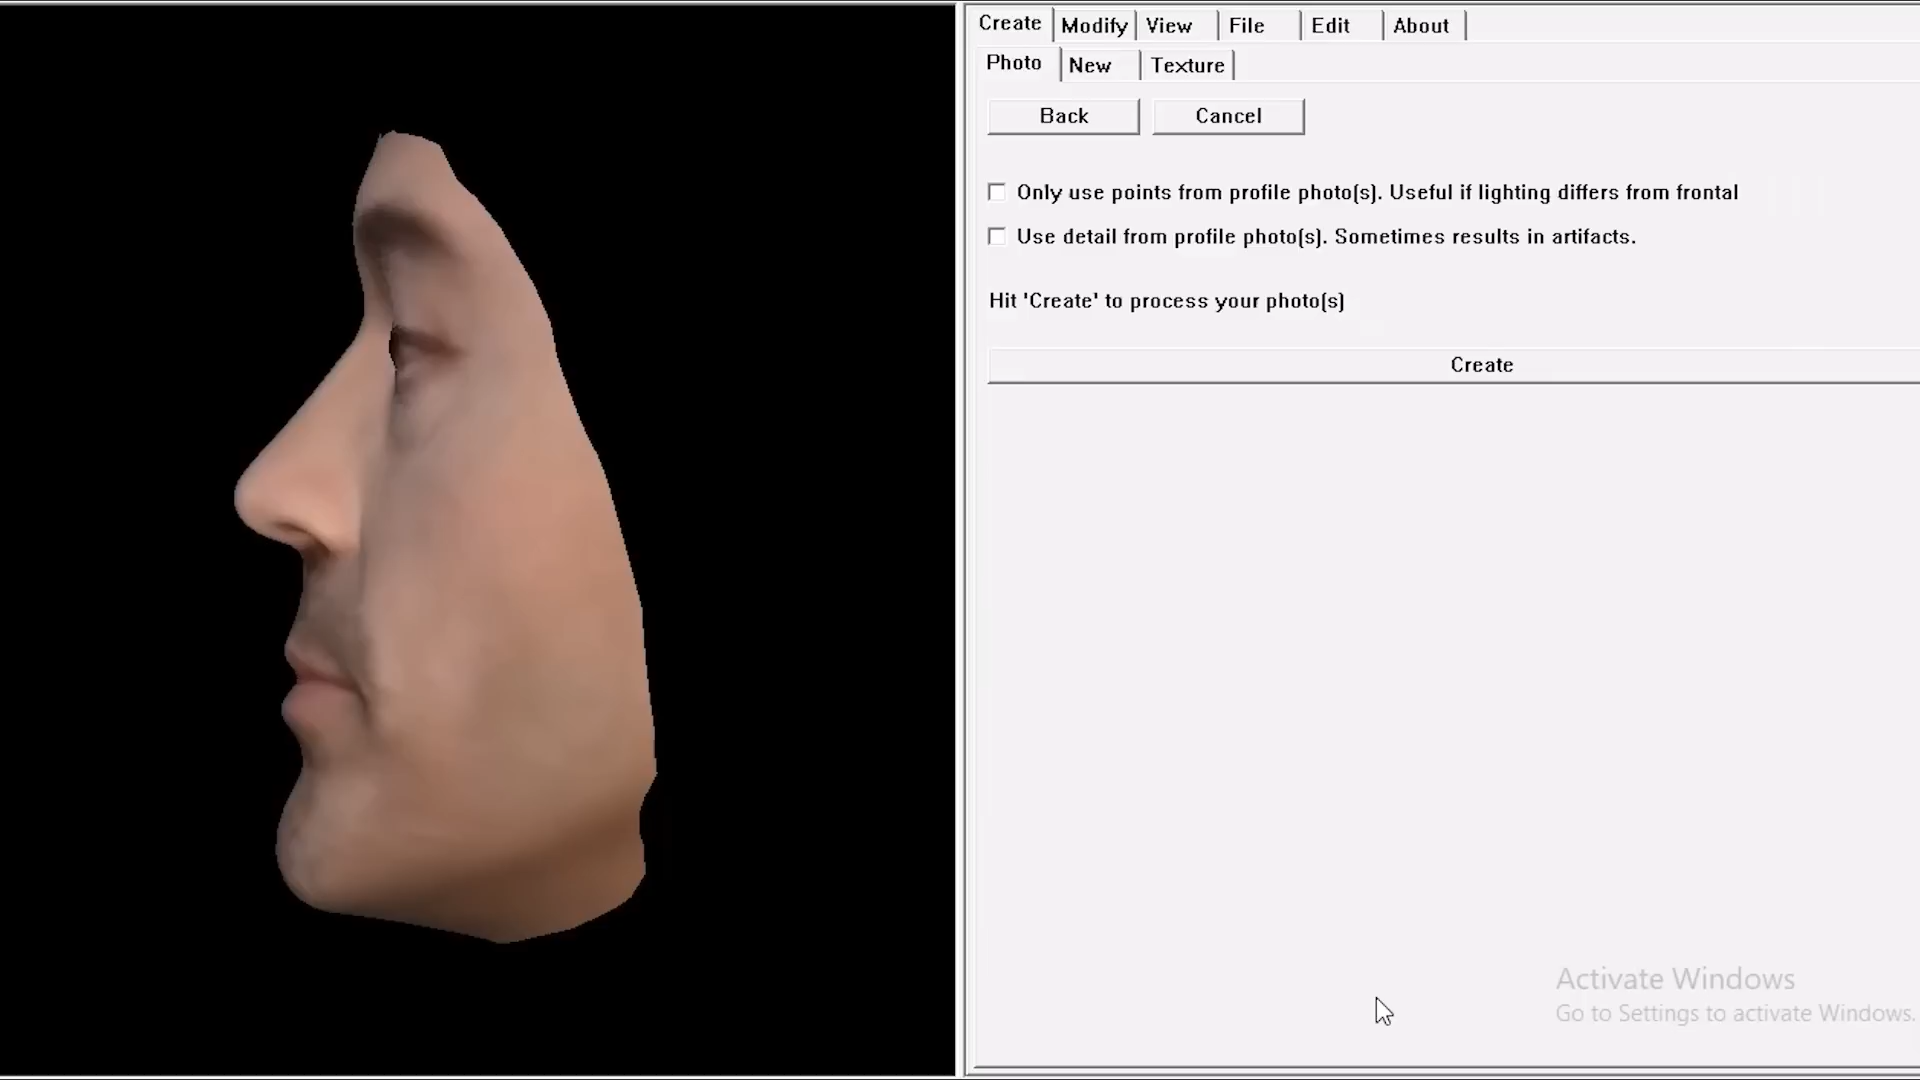 Create Modify View File Edit About
Photo New Texture
Back Cancel
Only use points from profile photo(s). Useful if lighting differs from frontal
Use detail from profile photo(s). Sometimes results in artifacts.
Hit 'Create' to process your photo(s)
Create
Activate Windows
Go to Settings to activate Windows.